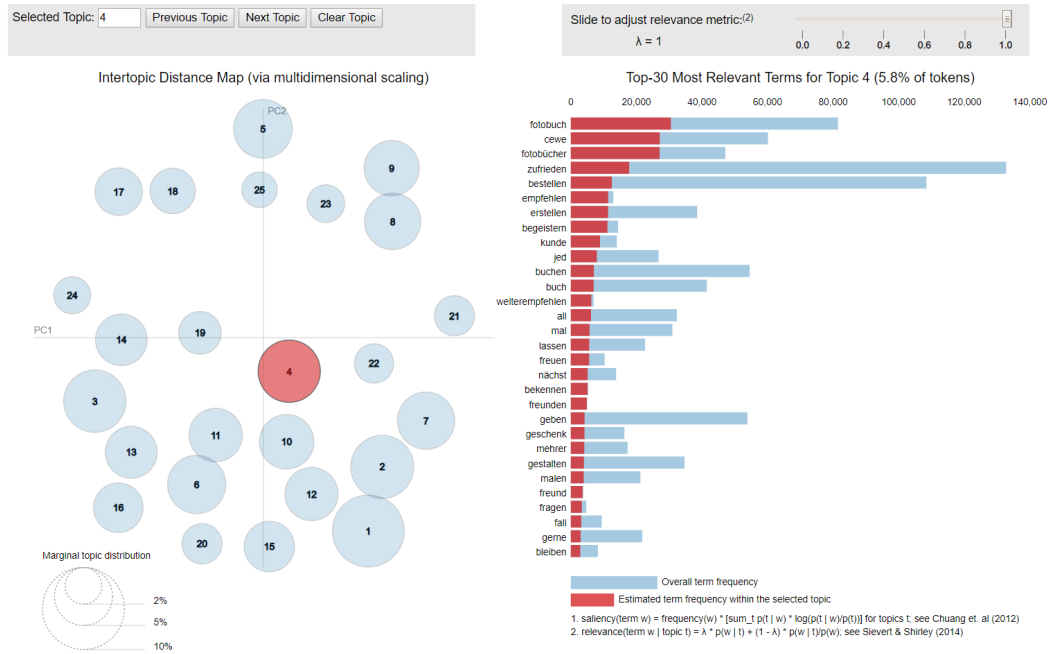 Selected Topic: 4 Previous Topic Next Topic Clear Topic
Slide to adjust relevance metric:(2)
λ = 1
0.0 0.2 0.4 0.6 0.8 1.0
Intertopic Distance Map (via multidimensional scaling)
PC2
PC1
5
9
17
18
25
23
8
24
21
14
19
22
4
3
7
11
10
13
2
6
12
16
1
20
15
Marginal topic distribution
2%
5%
10%
Top-30 Most Relevant Terms for Topic 4 (5.8% of tokens)
0 20,000 40,000 60,000 80,000 100,000 120,000 140,000
fotobuch
cewe
fotobücher
zufrieden
bestellen
empfehlen
erstellen
begeistern
kunde
jed
buchen
buch
weiterempfehlen
all
mal
lassen
freuen
nächst
bekennen
freunden
geben
geschenk
mehrer
gestalten
malen
freund
fragen
fall
gerne
bleiben
Overall term frequency
Estimated term frequency within the selected topic
1. saliency(term w) = frequency(w) * [sum_t p(t | w) * log(p(t | w)/p(t))] for topics t; see Chuang et. al (2012)
2. relevance(term w | topic t) = λ * p(w | t) + (1 - λ) * p(w | t)/p(w); see Sievert & Shirley (2014)